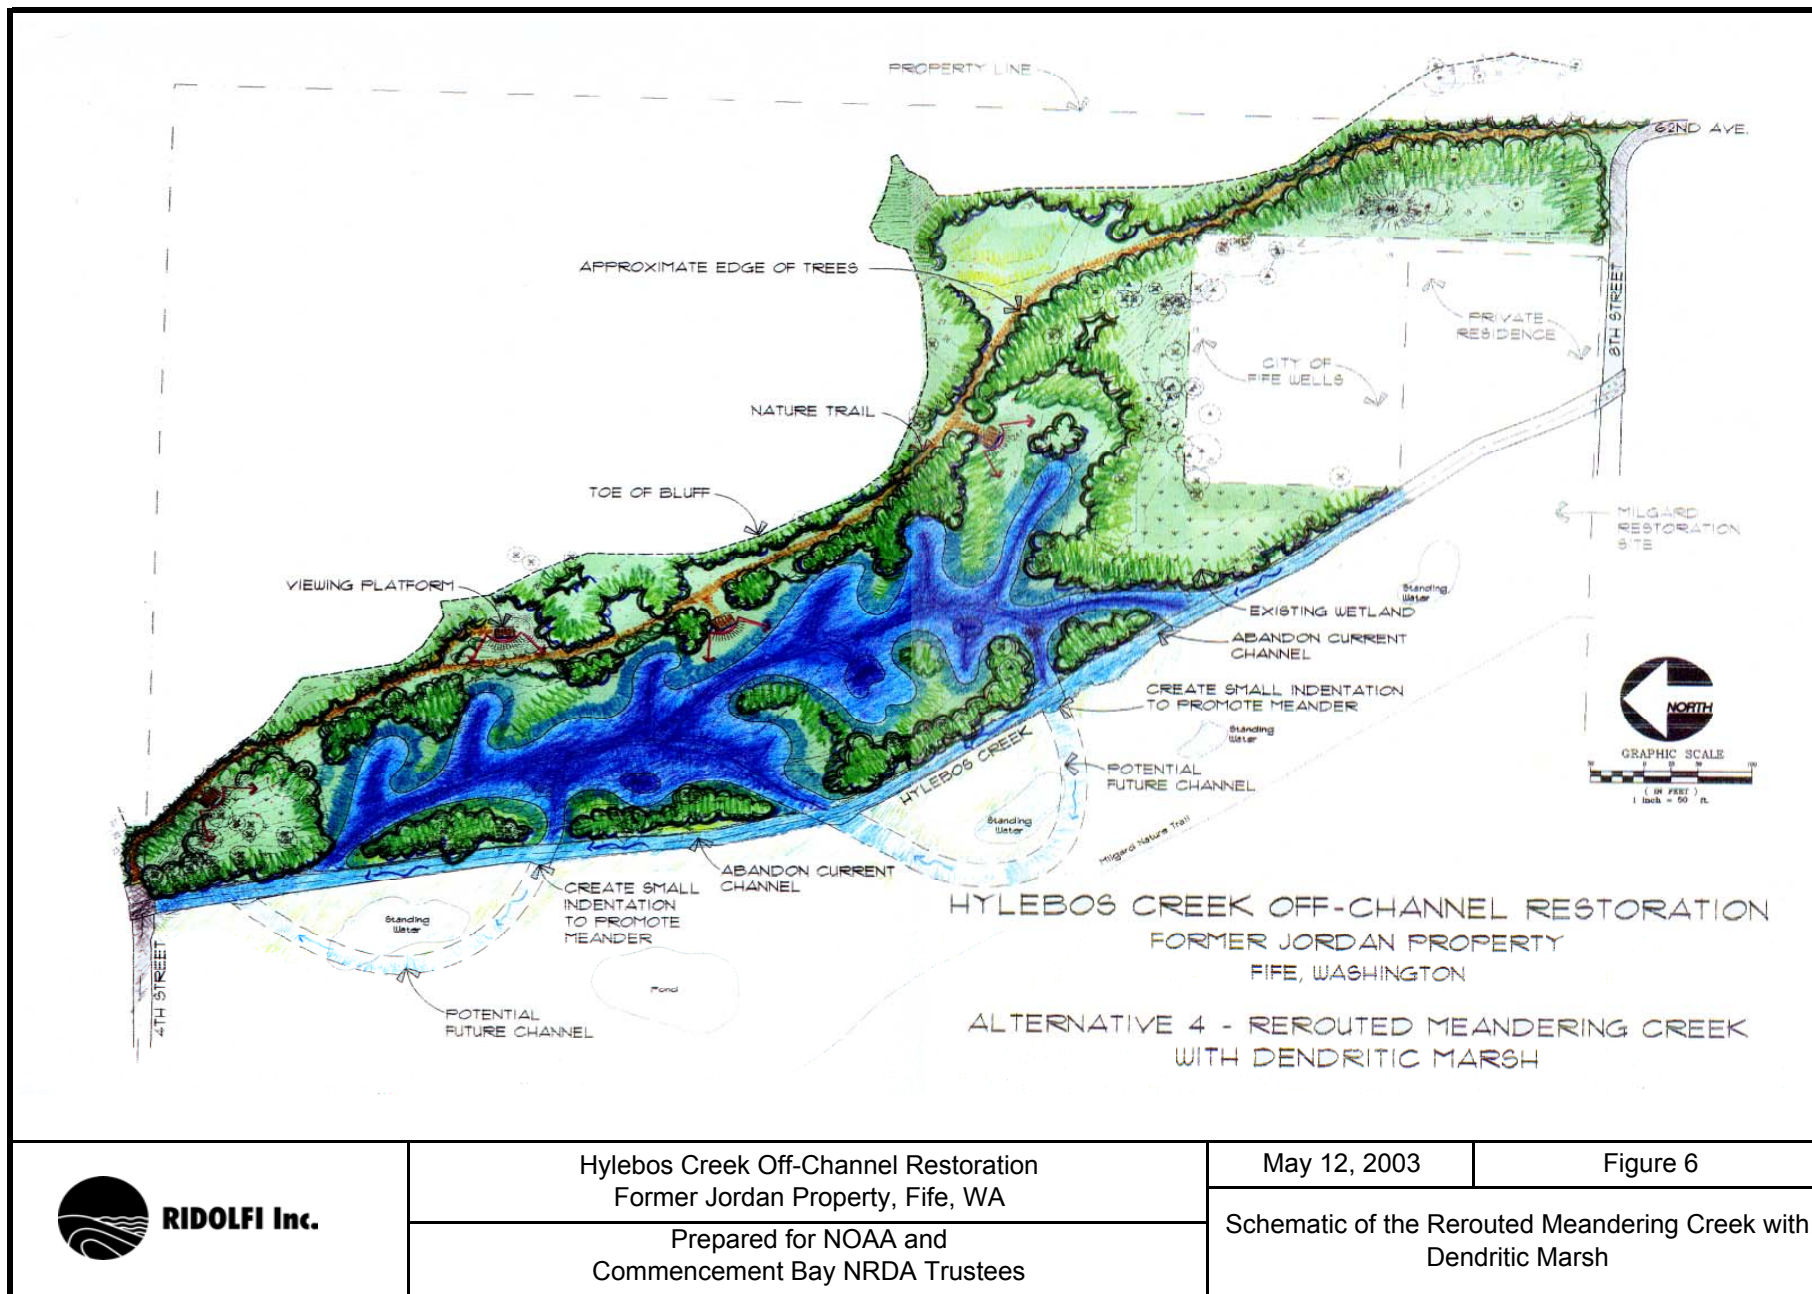 PROPERTY LINE
62ND AVE.
APPROXIMATE EDGE OF TREES
8TH STREET
PRIVATE
RESIDENCE
CITY OF
FIFE WELLS
NATURE TRAIL
TOE OF BLUFF
MILGARD
RESTORATION
SITE
VIEWING PLATFORM
Standing
Water
EXISTING WETLAND
ABANDON CURRENT
CHANNEL
CREATE SMALL INDENTATION
TO PROMOTE MEANDER
NORTH
Standing
Water
GRAPHIC SCALE
( IN FEET )
1 inch = 50 ft.
POTENTIAL
FUTURE CHANNEL
HYLEBOS CREEK
Standing
Water
Milgard Nature Trail
ABANDON CURRENT
CHANNEL
CREATE SMALL
INDENTATION
TO PROMOTE
MEANDER
Standing
Water
HYLEBOS CREEK OFF-CHANNEL RESTORATION
FORMER JORDAN PROPERTY
FIFE, WASHINGTON
4TH STREET
Pond
POTENTIAL
FUTURE CHANNEL
ALTERNATIVE 4 - REROUTED MEANDERING CREEK
WITH DENDRITIC MARSH
RIDOLFI Inc.
Hylebos Creek Off-Channel Restoration
Former Jordan Property, Fife, WA
Prepared for NOAA and
Commencement Bay NRDA Trustees
May 12, 2003
Figure 6
Schematic of the Rerouted Meandering Creek with
Dendritic Marsh